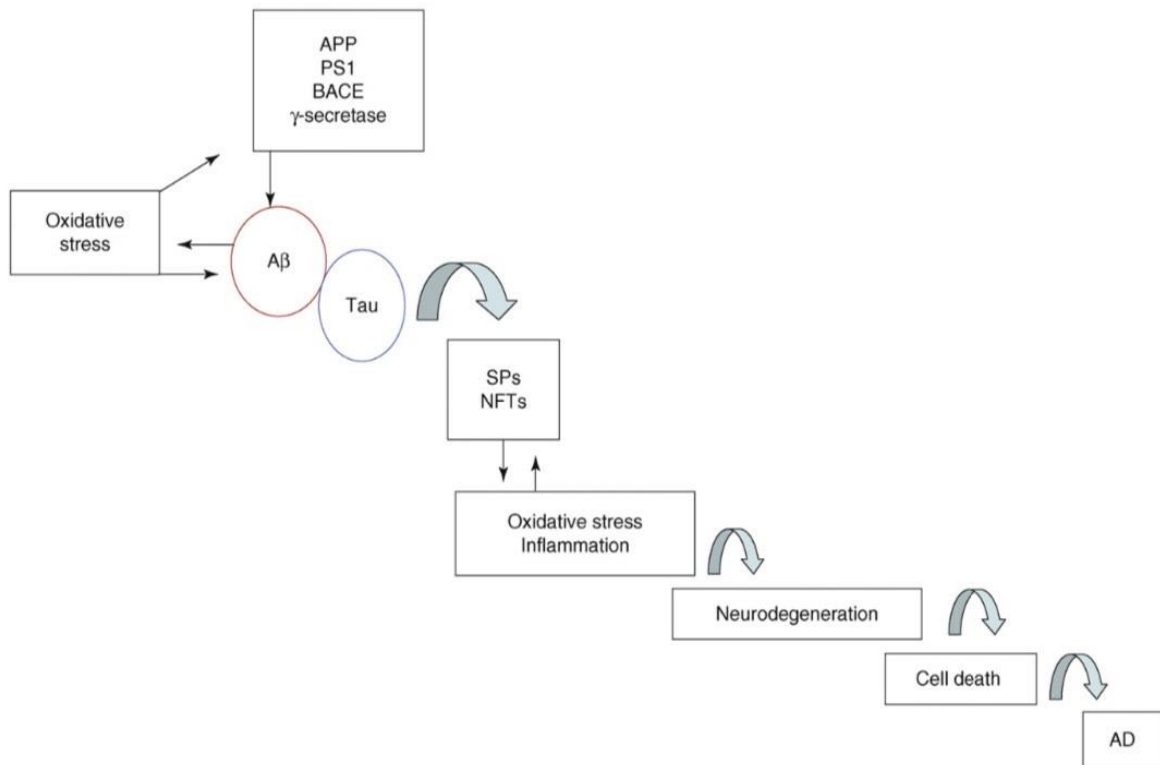 APP
PS1
BACE
γ-secretase
Oxidative
stress
Aβ
Tau
SPs
NFTs
Oxidative stress
Inflammation
Neurodegeneration
Cell death
AD